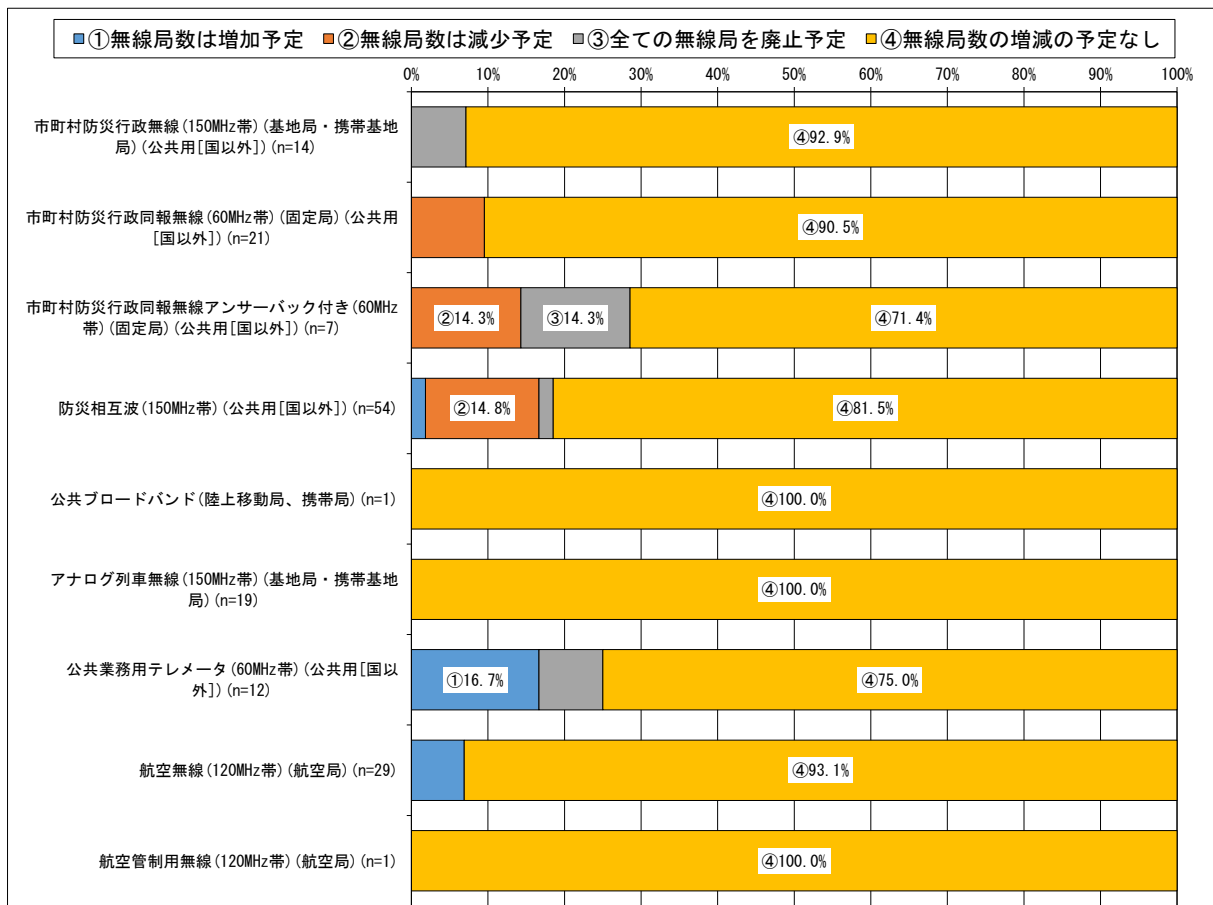 ①無線局数は増加予定 ②無線局数は減少予定 ③全ての無線局を廃止予定 ④無線局数の増減の予定なし
0% 10% 20% 30% 40% 50% 60% 70% 80% 90% 100%
市町村防災行政無線(150MHz帯)(基地局・携帯基地
局)(公共用[国以外])(n=14)
④92.9%
市町村防災行政同報無線(60MHz帯)(固定局)(公共用
[国以外])(n=21)
④90.5%
市町村防災行政同報無線アンサーバック付き(60MHz
帯)(固定局)(公共用[国以外])(n=7)
②14.3% ③14.3% ④71.4%
防災相互波(150MHz帯)(公共用[国以外])(n=54)
②14.8% ④81.5%
公共ブロードバンド(陸上移動局、携帯局)(n=1)
④100.0%
アナログ列車無線(150MHz帯)(基地局・携帯基地
局)(n=19)
④100.0%
公共業務用テレメータ(60MHz帯)(公共用[国以
外])(n=12)
①16.7% ④75.0%
航空無線(120MHz帯)(航空局)(n=29)
④93.1%
航空管制用無線(120MHz帯)(航空局)(n=1)
④100.0%